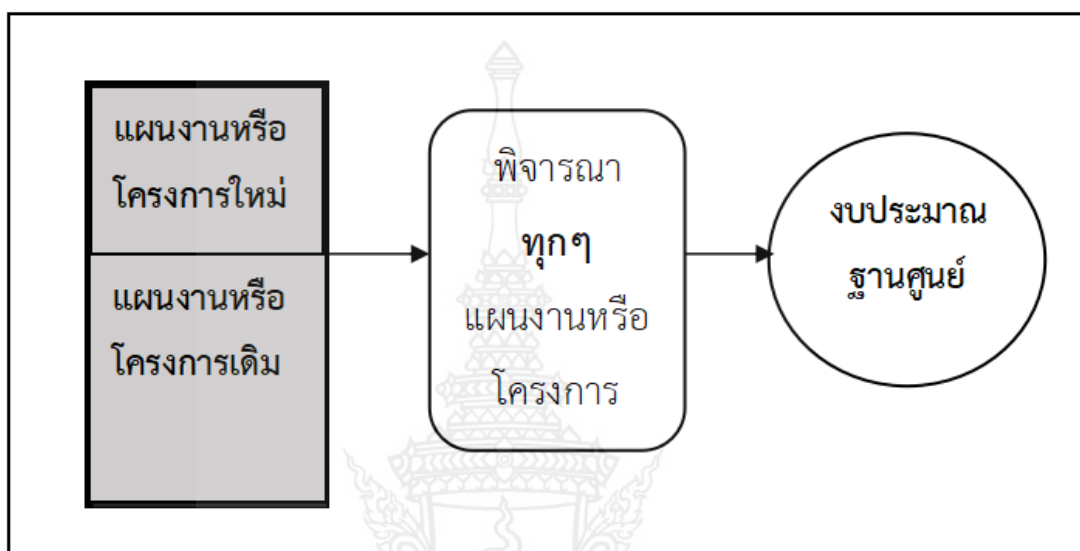 แผนงานหรือ
โครงการใหม่
แผนงานหรือ
โครงการเดิม
พิจารณา
ทุกๆ
แผนงานหรือ
โครงการ
งบประมาณ
ฐานศูนย์